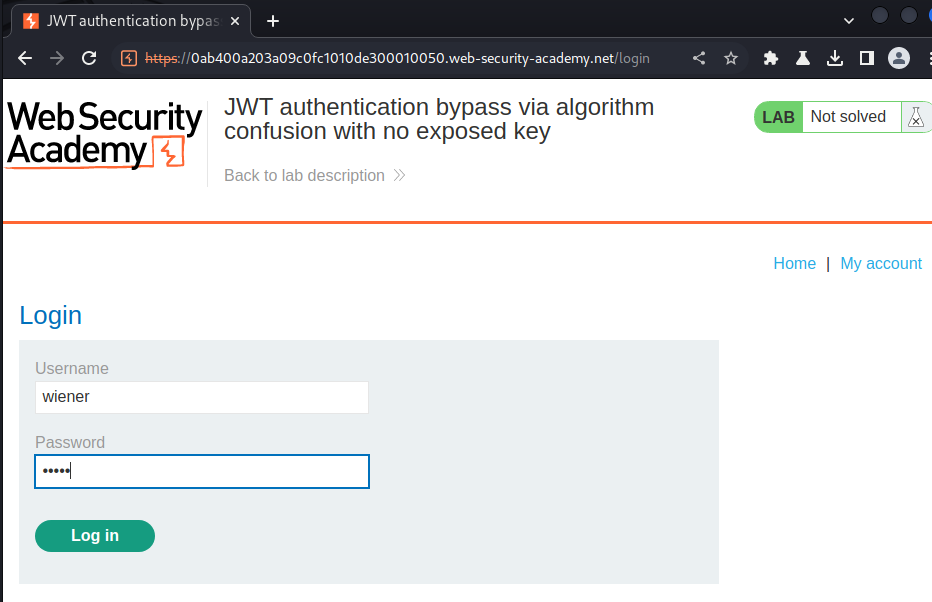 JWT authentication bypas
https://0ab400a203a09c0fc1010de300010050.web-security-academy.net/login
Web Security
Academy
JWT authentication bypass via algorithm
confusion with no exposed key
Back to lab description
LAB Not solved
Home | My account
Login
Username
wiener
Password
•••••
Log in